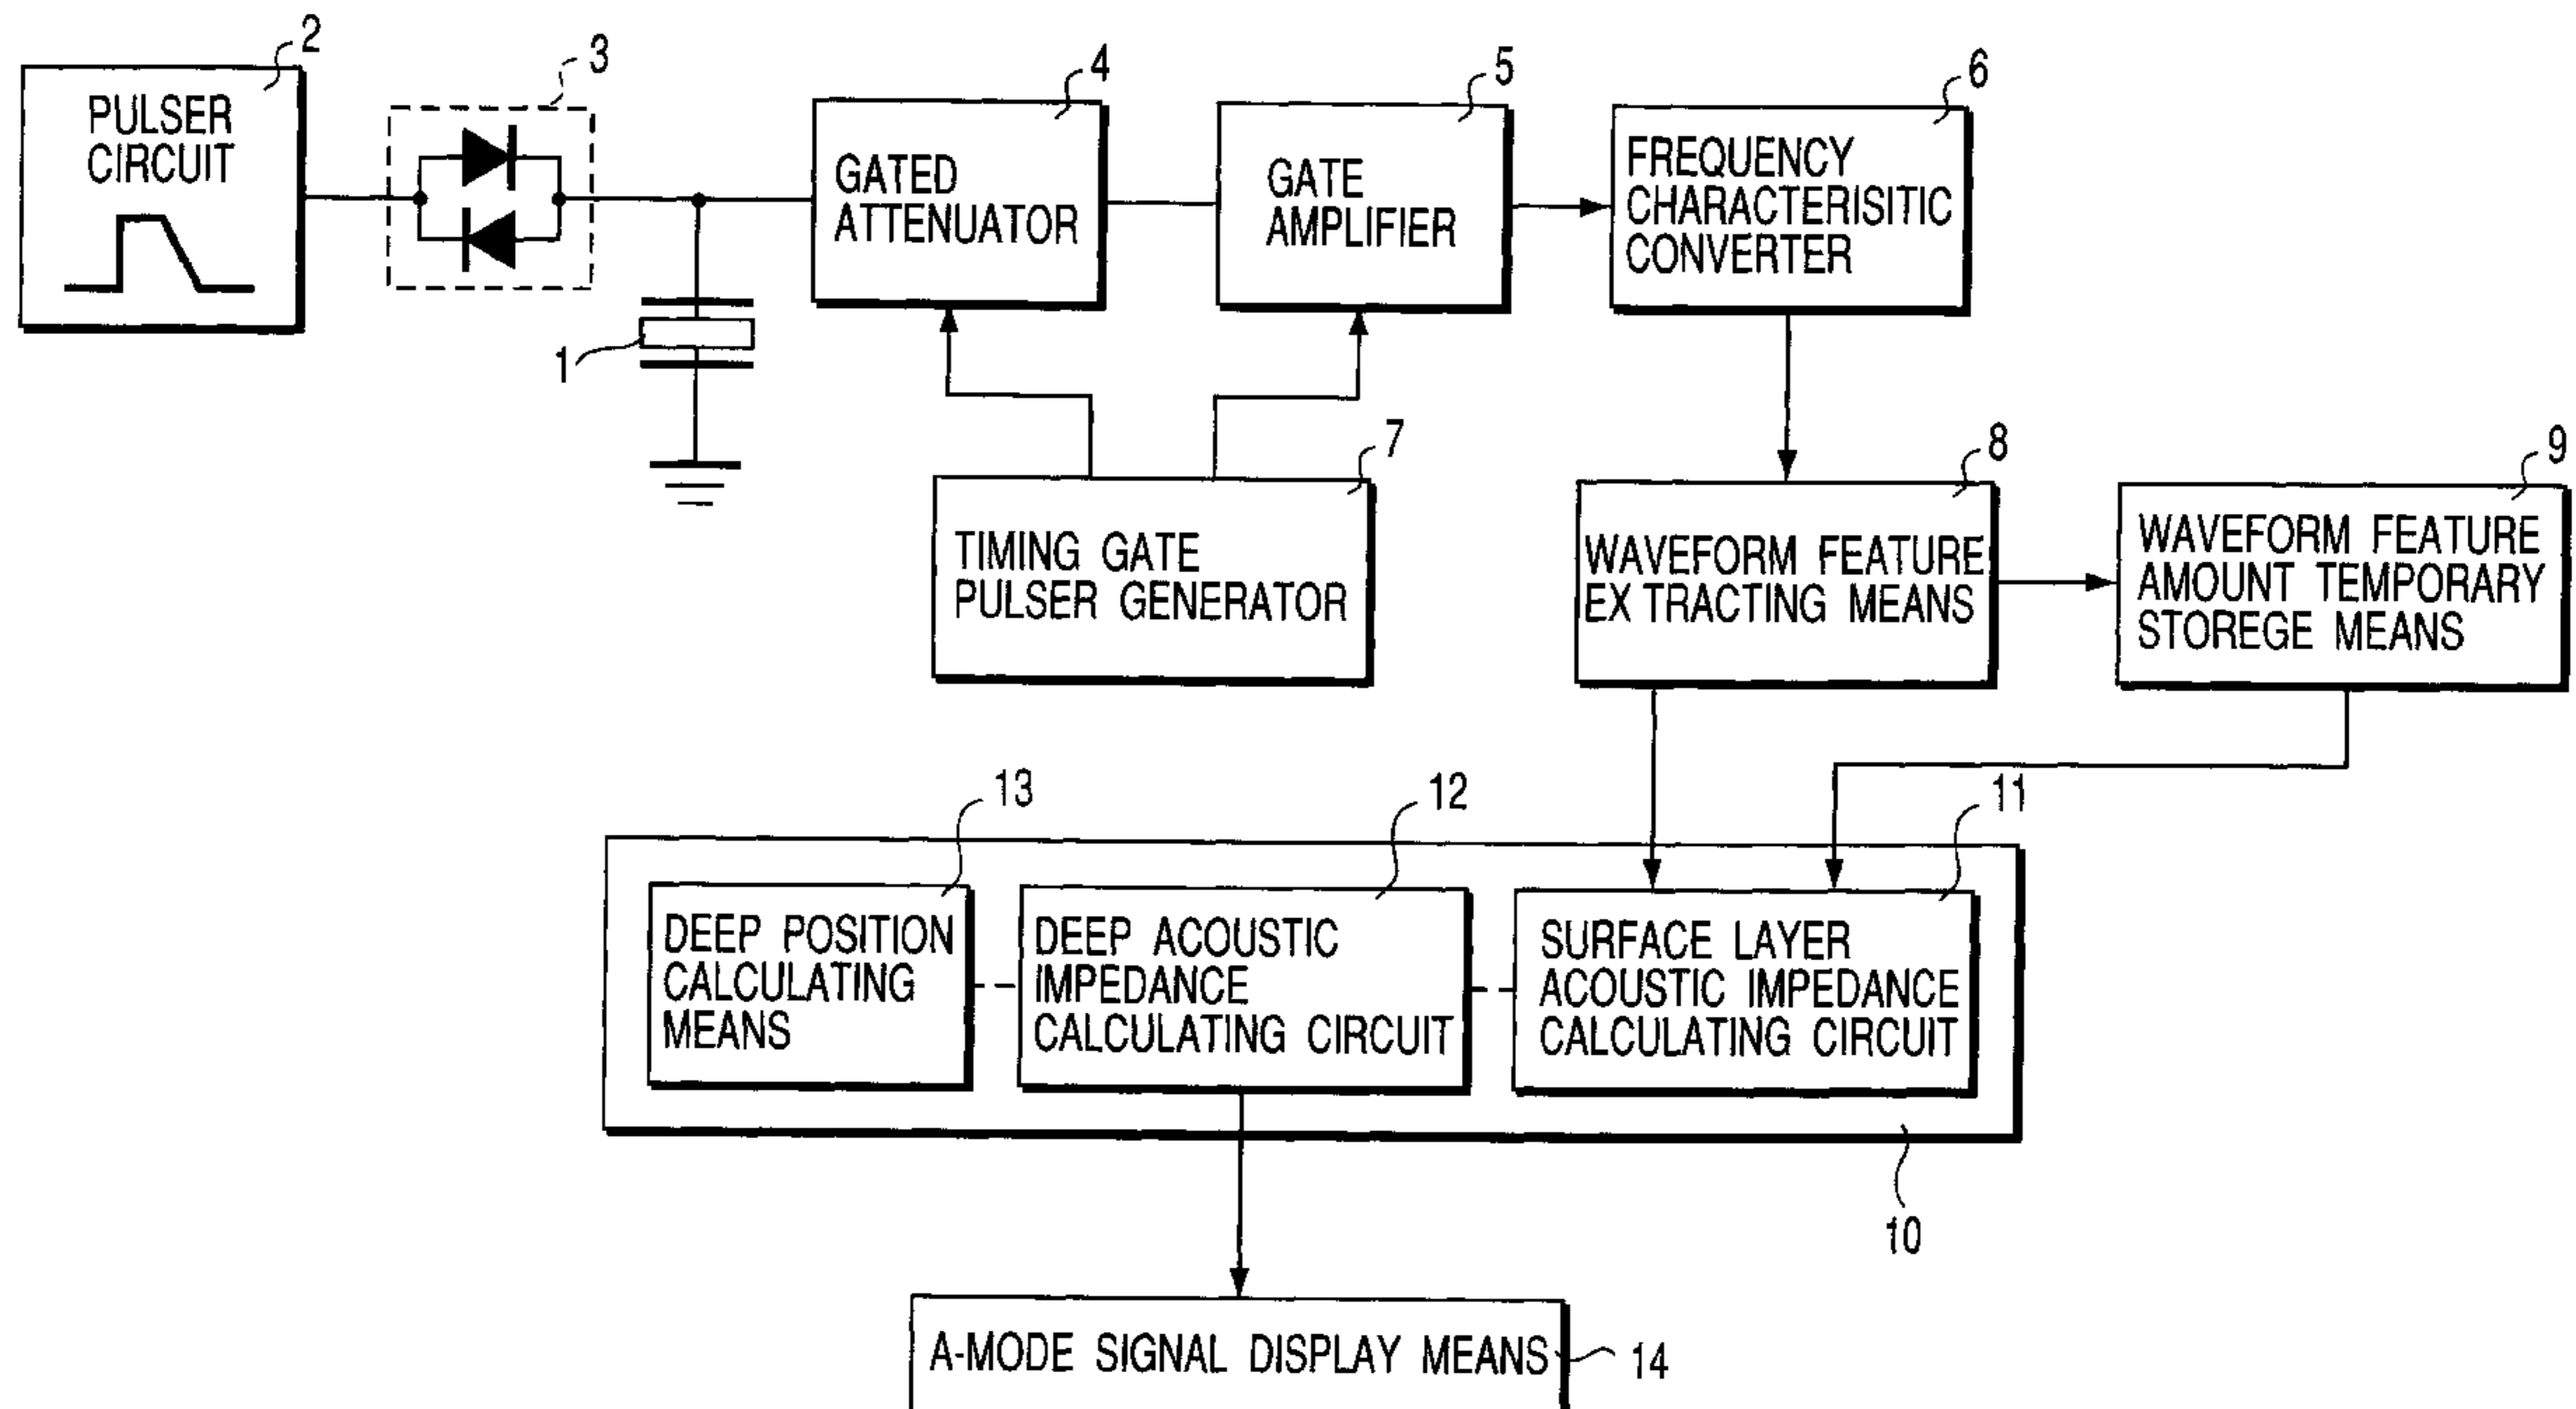 2
PULSER
CIRCUIT
3
1
4
GATED
ATTENUATOR
5
GATE
AMPLIFIER
6
FREQUENCY
CHARACTERISITIC
CONVERTER
7
TIMING GATE
PULSER GENERATOR
8
WAVEFORM FEATURE
EX TRACTING MEANS
9
WAVEFORM FEATURE
AMOUNT TEMPORARY
STOREGE MEANS
13
DEEP POSITION
CALCULATING
MEANS
12
DEEP ACOUSTIC
IMPEDANCE
CALCULATING CIRCUIT
11
SURFACE LAYER
ACOUSTIC IMPEDANCE
CALCULATING CIRCUIT
10
A-MODE SIGNAL DISPLAY MEANS
14